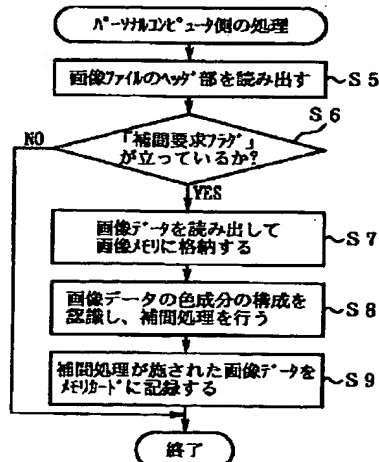 パーソナルコンピュータ側の処理
画像ファイルのヘッダ部を読み出す
S5
S6
「補間要求フラグ」
が立っているか?
NO
YES
画像データを読み出して
画像メモリに格納する
S7
画像データの色成分の構成を
認識し、補間処理を行う
S8
補間処理が施された画像データを
メモリカードに記録する
S9
終了